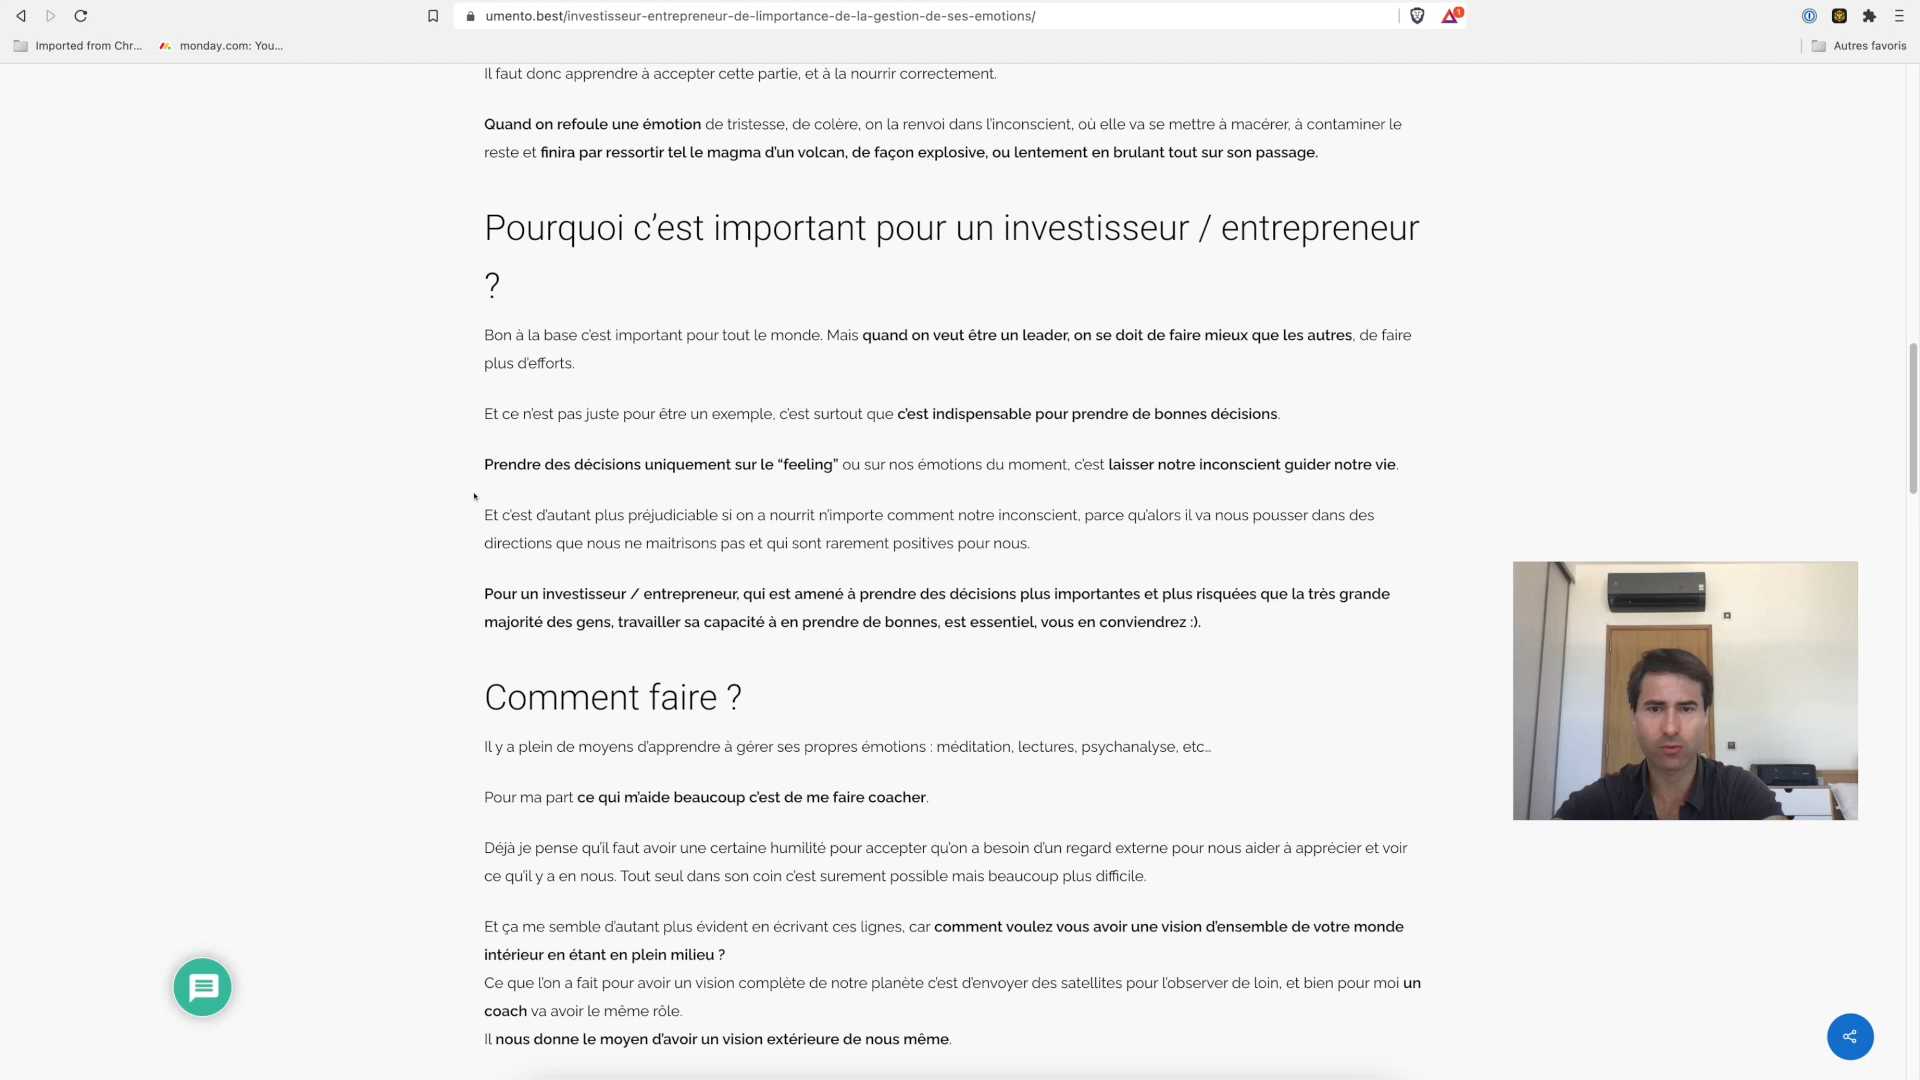 umento.best/investisseur-entrepreneur-de-limportance-de-la-gestion-de-ses-emotions/
1
Imported from Chr...
monday.com: You...
Autres favoris
Il faut donc apprendre à accepter cette partie, et à la nourrir correctement.
Quand on refoule une émotion de tristesse, de colère, on la renvoi dans l'inconscient, où elle va se mettre à macérer, à contaminer le
reste et finira par ressortir tel le magma d'un volcan, de façon explosive, ou lentement en brulant tout sur son passage.
Pourquoi c'est important pour un investisseur / entrepreneur
?
Bon à la base c'est important pour tout le monde. Mais quand on veut être un leader, on se doit de faire mieux que les autres, de faire
plus d'efforts.
Et ce n'est pas juste pour être un exemple, c'est surtout que c'est indispensable pour prendre de bonnes décisions.
Prendre des décisions uniquement sur le “feeling” ou sur nos émotions du moment, c'est laisser notre inconscient guider notre vie.
Et c'est d'autant plus préjudiciable si on a nourrit n'importe comment notre inconscient, parce qu'alors il va nous pousser dans des
directions que nous ne maitrisons pas et qui sont rarement positives pour nous.
Pour un investisseur / entrepreneur, qui est amené à prendre des décisions plus importantes et plus risquées que la très grande
majorité des gens, travailler sa capacité à en prendre de bonnes, est essentiel, vous en conviendrez :).
Comment faire ?
Il y a plein de moyens d'apprendre à gérer ses propres émotions : méditation, lectures, psychanalyse, etc…
Pour ma part ce qui m'aide beaucoup c'est de me faire coacher.
Déjà je pense qu'il faut avoir une certaine humilité pour accepter qu'on a besoin d'un regard externe pour nous aider à apprécier et voir
ce qu'il y a en nous. Tout seul dans son coin c'est surement possible mais beaucoup plus difficile.
Et ça me semble d'autant plus évident en écrivant ces lignes, car comment voulez vous avoir une vision d'ensemble de votre monde
intérieur en étant en plein milieu ?
Ce que l'on a fait pour avoir un vision complète de notre planète c'est d'envoyer des satellites pour l'observer de loin, et bien pour moi un
coach va avoir le même rôle.
Il nous donne le moyen d'avoir un vision extérieure de nous même.